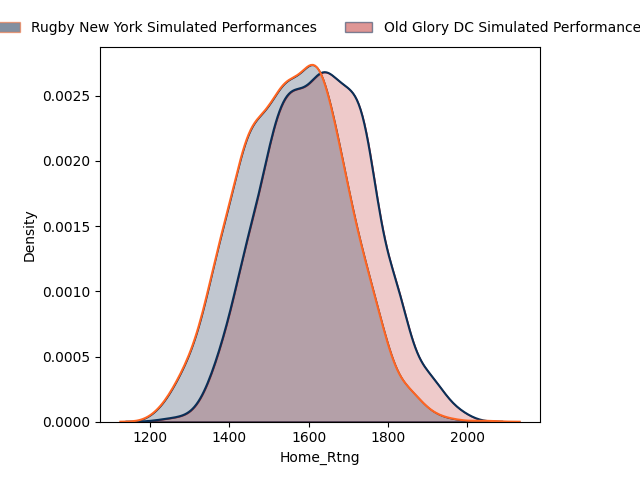 Rugby New York Simulated Performances Old Glory DC Simulated Performance
0.0025
0.0020
0.0015
0.0010
0.0005
0.0000
Density
1200 1400 1600 1800 2000
Home_Rtng